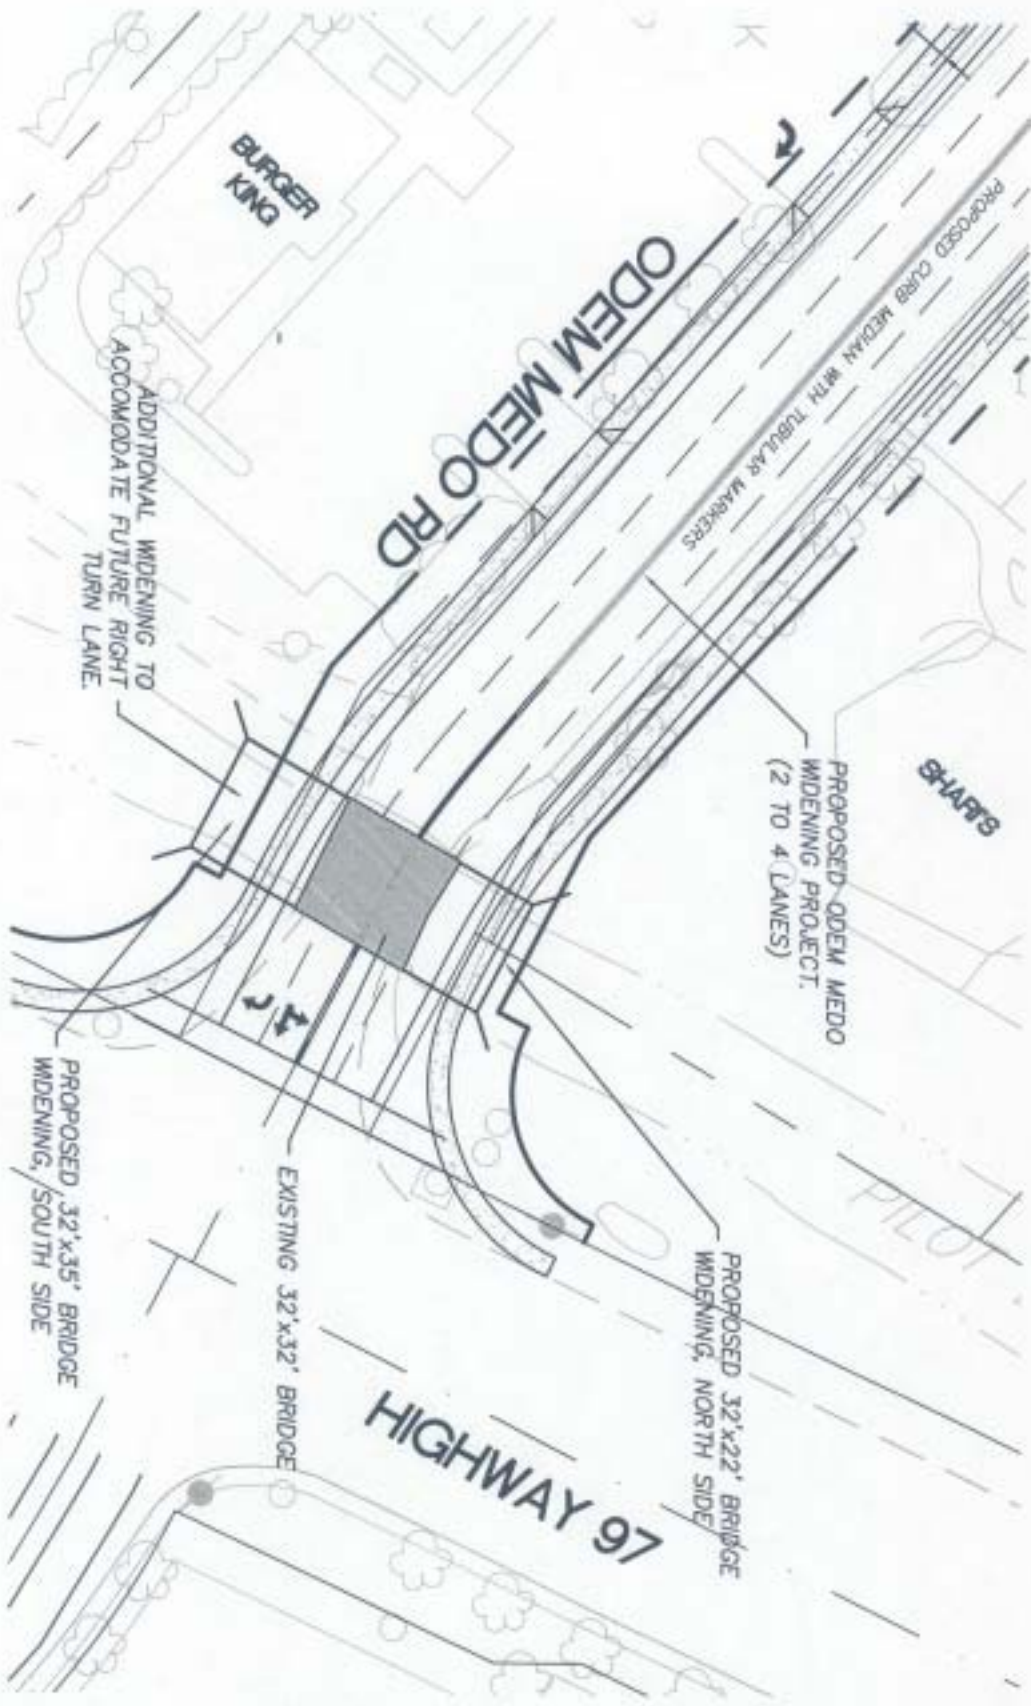 BURGER
KING
ODEM MEDO RD
PROPOSED CURB MEDIAN WITH TUBULAR MARKERS
SHARI'S
PROPOSED ODEM MEDO
WIDENING PROJECT.
(2 TO 4 LANES)
ADDITIONAL WIDENING TO
ACCOMODATE FUTURE RIGHT
TURN LANE.
PILOT
PROPOSED 32'x22' BRIDGE
WIDENING, NORTH SIDE
EXISTING 32'x32' BRIDGE
PROPOSED 32'x35' BRIDGE
WIDENING, SOUTH SIDE
HIGHWAY 97